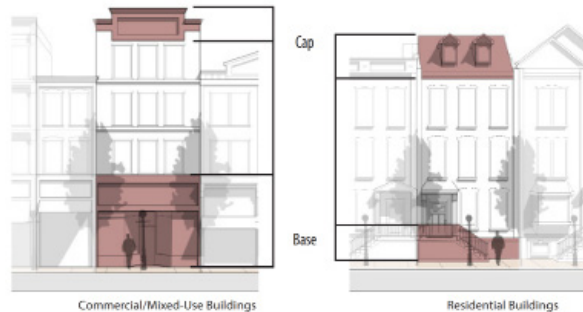 Cap
Base
Commercial/Mixed-Use Buildings
Residential Buildings